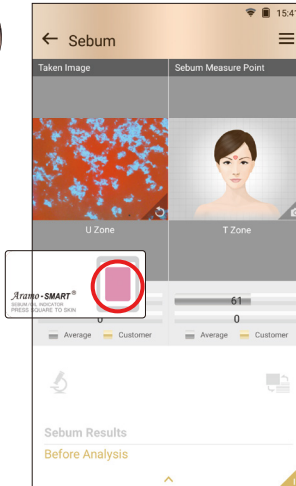 15:41
Sebum
Taken Image
Sebum Measure Point
U Zone
T Zone
Aramo-SMART®
SEBUM/OIL INDICATOR
PRESS SQUARE TO SKIN
61
0
0
Average
Customer
Average
Customer
Sebum Results
Before Analysis